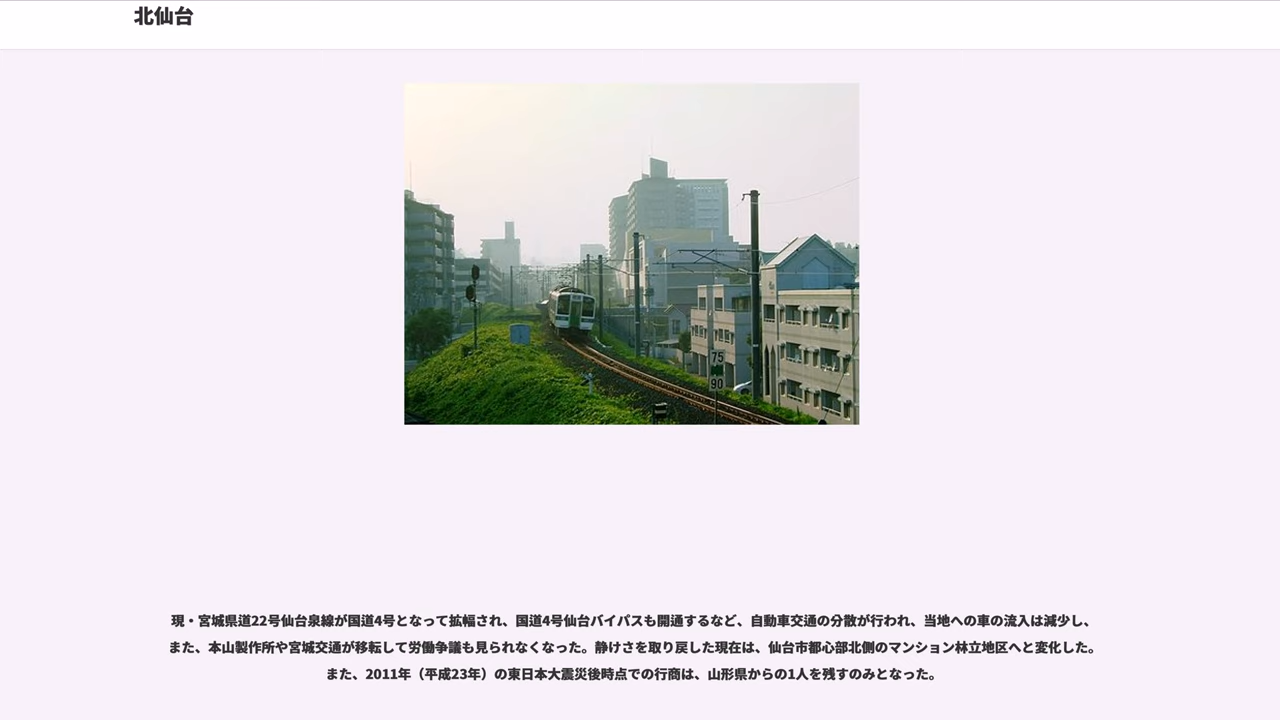 北仙台
75
90
現・宮城県道22号仙台泉線が国道4号となって拡幅され、国道4号仙台バイパスも開通するなど、自動車交通の分散が行われ、当地への車の流入は減少し、
また、本山製作所や宮城交通が移転して労働争議も見られなくなった。静けさを取り戻した現在は、仙台市都心部北側のマンション林立地区へと変化した。
また、2011年（平成23年）の東日本大震災後時点での行商は、山形県からの1人を残すのみとなった。